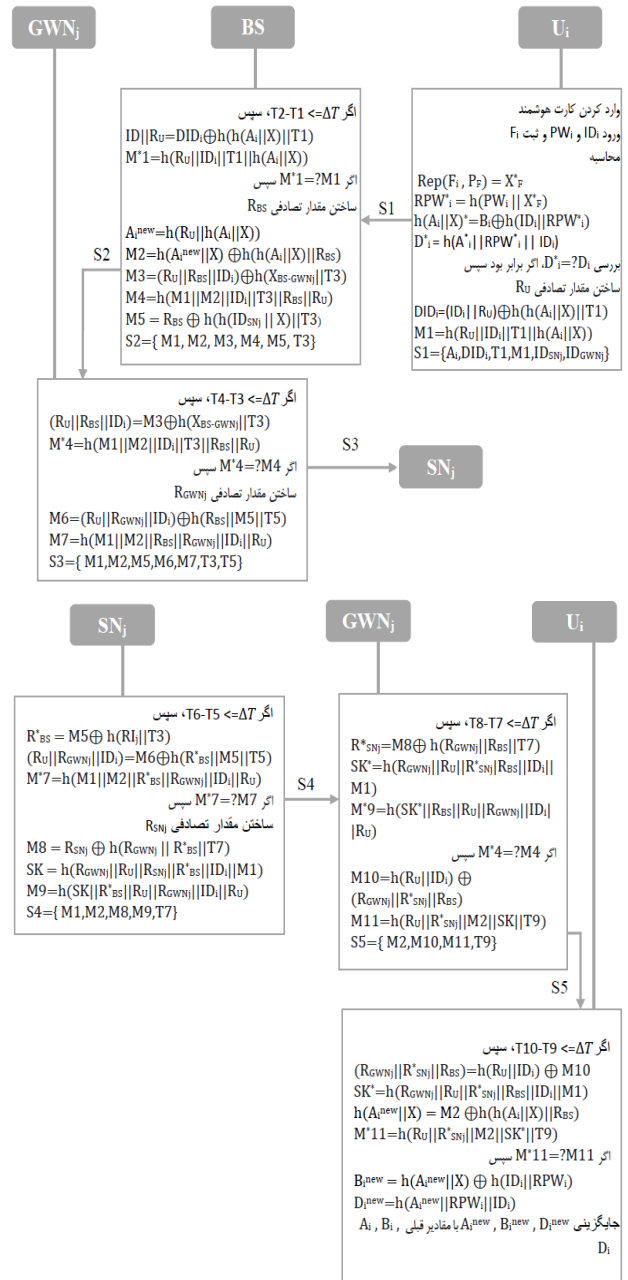 GWNj
BS
Ui
وارد کردن کارت هوشمند
ورود IDi و PWi و ثبت Fi
محاسبه
Rep(Fi , PF) = X*F
RPW*i = h(PWi || X*F)
h(Ai||X)*=Bi⊕h(IDi||RPW*i)
D*i = h(A*i||RPW*i || IDi)
بررسی D*i=?Di، اگر برابر بود سپس
ساختن مقدار تصادفی RU
DIDi=(IDi||RU)⊕h(h(Ai||X)||T1)
M1=h(RU||IDi||T1||h(Ai||X))
S1={Ai,DIDi,T1,M1,IDSNj,IDGWNj}
S1
اگر T2-T1<=ΔT، سپس
ID||RU=DIDi⊕h(h(Ai||X)||T1)
M*1=h(RU||IDi||T1||h(Ai||X))
اگر M*1=?M1 سپس
ساختن مقدار تصادفی RBS
Ainew=h(RU||h(Ai||X))
M2=h(Ainew||X) ⊕h(h(Ai||X)||RBS)
M3=(RU||RBS||IDi)⊕h(XBS-GWNj||T3)
M4=h(M1||M2||IDi||T3||RBS||RU)
M5 = RBS ⊕ h(h(IDSNj || X)||T3)
S2={ M1, M2, M3, M4, M5, T3}
S2
اگر T4-T3 <=ΔT، سپس
(RU||RBS||IDi)=M3⊕h(XBS-GWNj||T3)
M*4=h(M1||M2||IDi||T3||RBS||RU)
اگر M*4=?M4 سپس
ساختن مقدار تصادفی RGWNj
M6=(RU||RGWNj||IDi)⊕h(RBS||M5||T5)
M7=h(M1||M2||RBS||RGWNj||IDi||RU)
S3={ M1,M2,M5,M6,M7,T3,T5}
S3
SNj
SNj
GWNj
Ui
اگر T6-T5 <=ΔT، سپس
R*BS = M5⊕ h(RIj||T3)
(RU||RGWNj||IDi)=M6⊕h(R*BS||M5||T5)
M*7=h(M1||M2||R*BS||RGWNj||IDi||RU)
اگر M*7=?M7 سپس
ساختن مقدار تصادفی RSNj
M8 = RSNj ⊕ h(RGWNj || R*BS||T7)
SK = h(RGWNj||RU||RSNj||R*BS||IDi||M1)
M9=h(SK||R*BS||RU||RGWNj||IDi||RU)
S4={ M1,M2,M8,M9,T7}
S4
اگر T8-T7 <=ΔT، سپس
R*SNj=M8⊕ h(RGWNj||RBS||T7)
SK*=h(RGWNj||RU||R*SNj|RBS||IDi||
M1)
M*9=h(SK*||RBS||RU||RGWNj||IDi|
|RU)
اگر M*4=?M4 سپس
M10=h(RU||IDi) ⊕
(RGWNj||R*SNj||RBS)
M11=h(RU||R*SNj||M2||SK||T9)
S5={ M2,M10,M11,T9}
S5
اگر T10-T9 <=ΔT، سپس
(RGWNj||R*SNj||RBS)=h(RU||IDi) ⊕ M10
SK*=h(RGWNj||RU||R*SNj||RBS||IDi||M1)
h(Ainew||X) = M2 ⊕h(h(Ai||X)||RBS)
M*11=h(RU||R*SNj||M2||SK*||T9)
اگر M*11=?M11 سپس
Binew = h(Ainew||X) ⊕ h(IDi||RPWi)
Dinew=h(Ainew||RPWi||IDi)
جایگزینی Ainew , Binew , Dinew با مقادیر قبلی Ai , Bi ,
Di